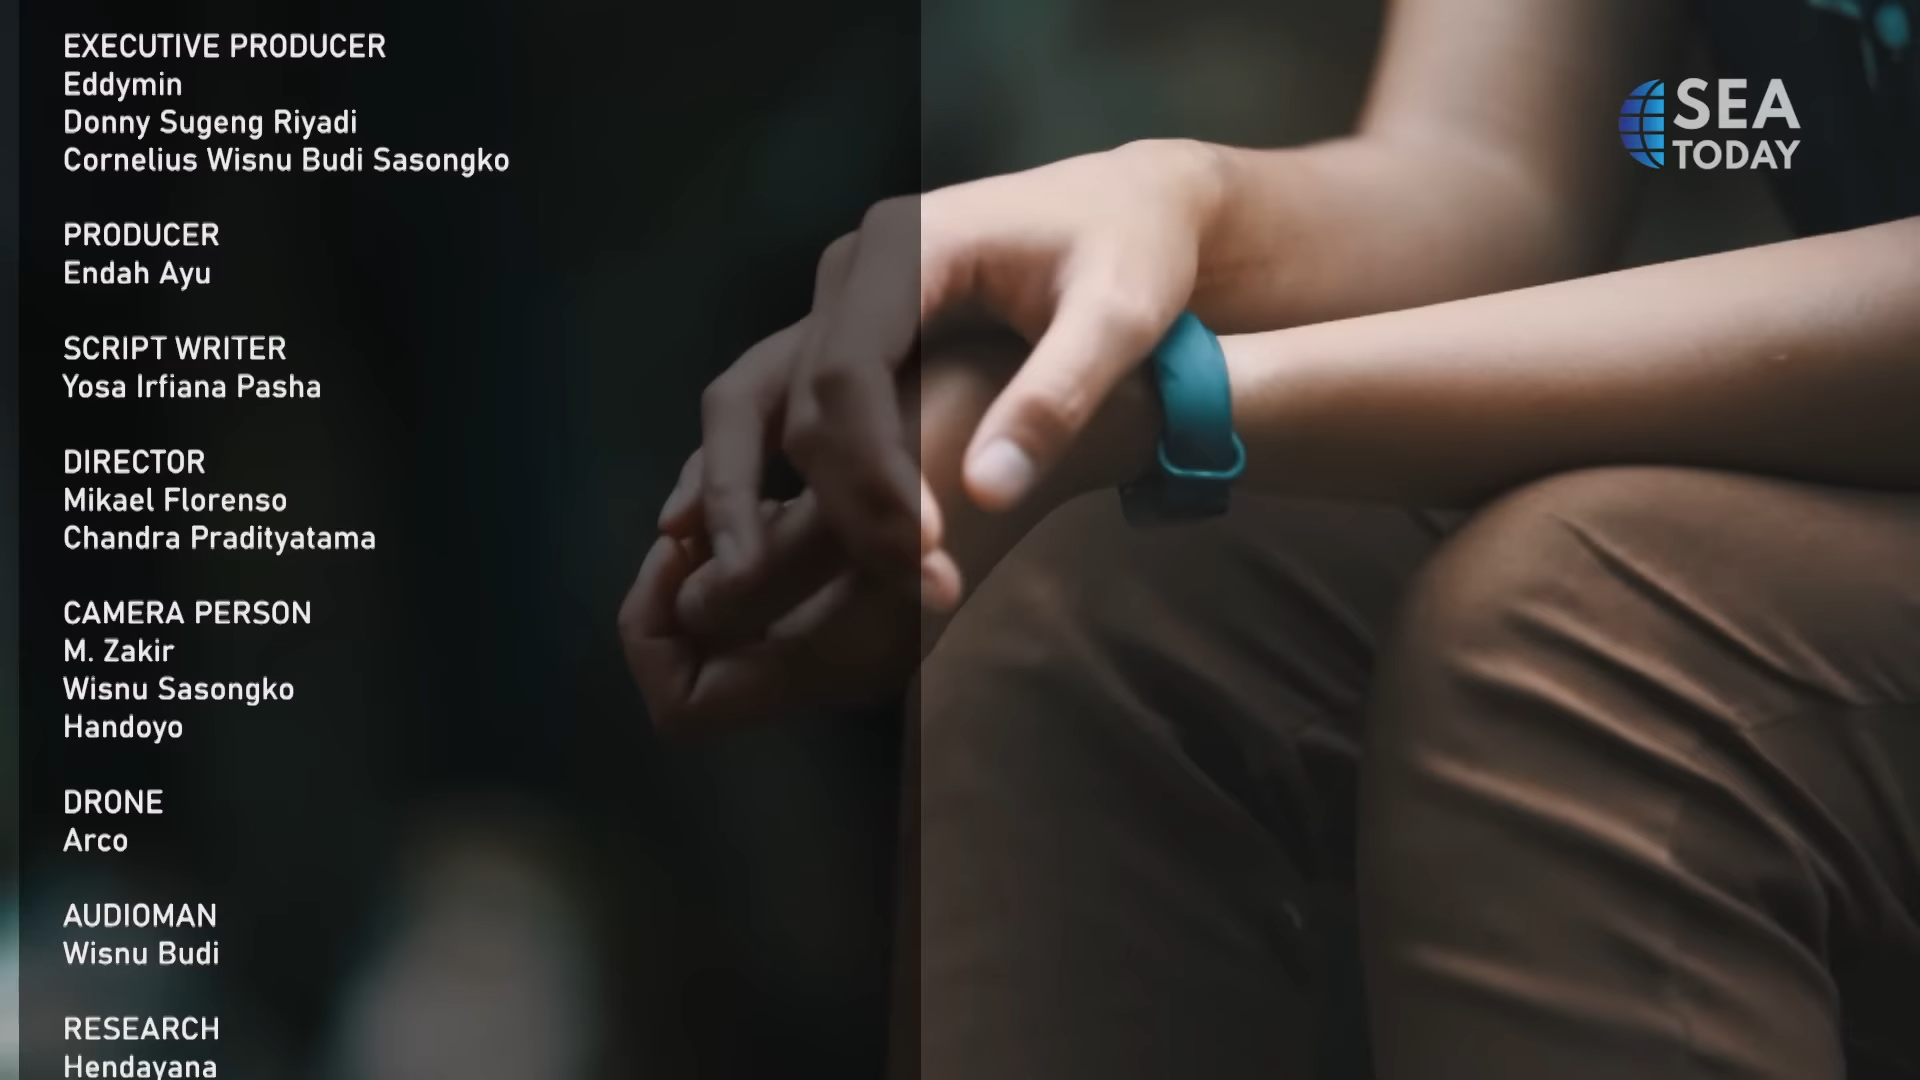 EXECUTIVE PRODUCER
Eddymin
Donny Sugeng Riyadi
Cornelius Wisnu Budi Sasongko
PRODUCER
Endah Ayu
SCRIPT WRITER
Yosa Irfiana Pasha
DIRECTOR
Mikael Florenso
Chandra Pradityatama
CAMERA PERSON
M. Zakir
Wisnu Sasongko
Handoyo
DRONE
Arco
AUDIOMAN
Wisnu Budi
RESEARCH
Hendayana
SEA
TODAY